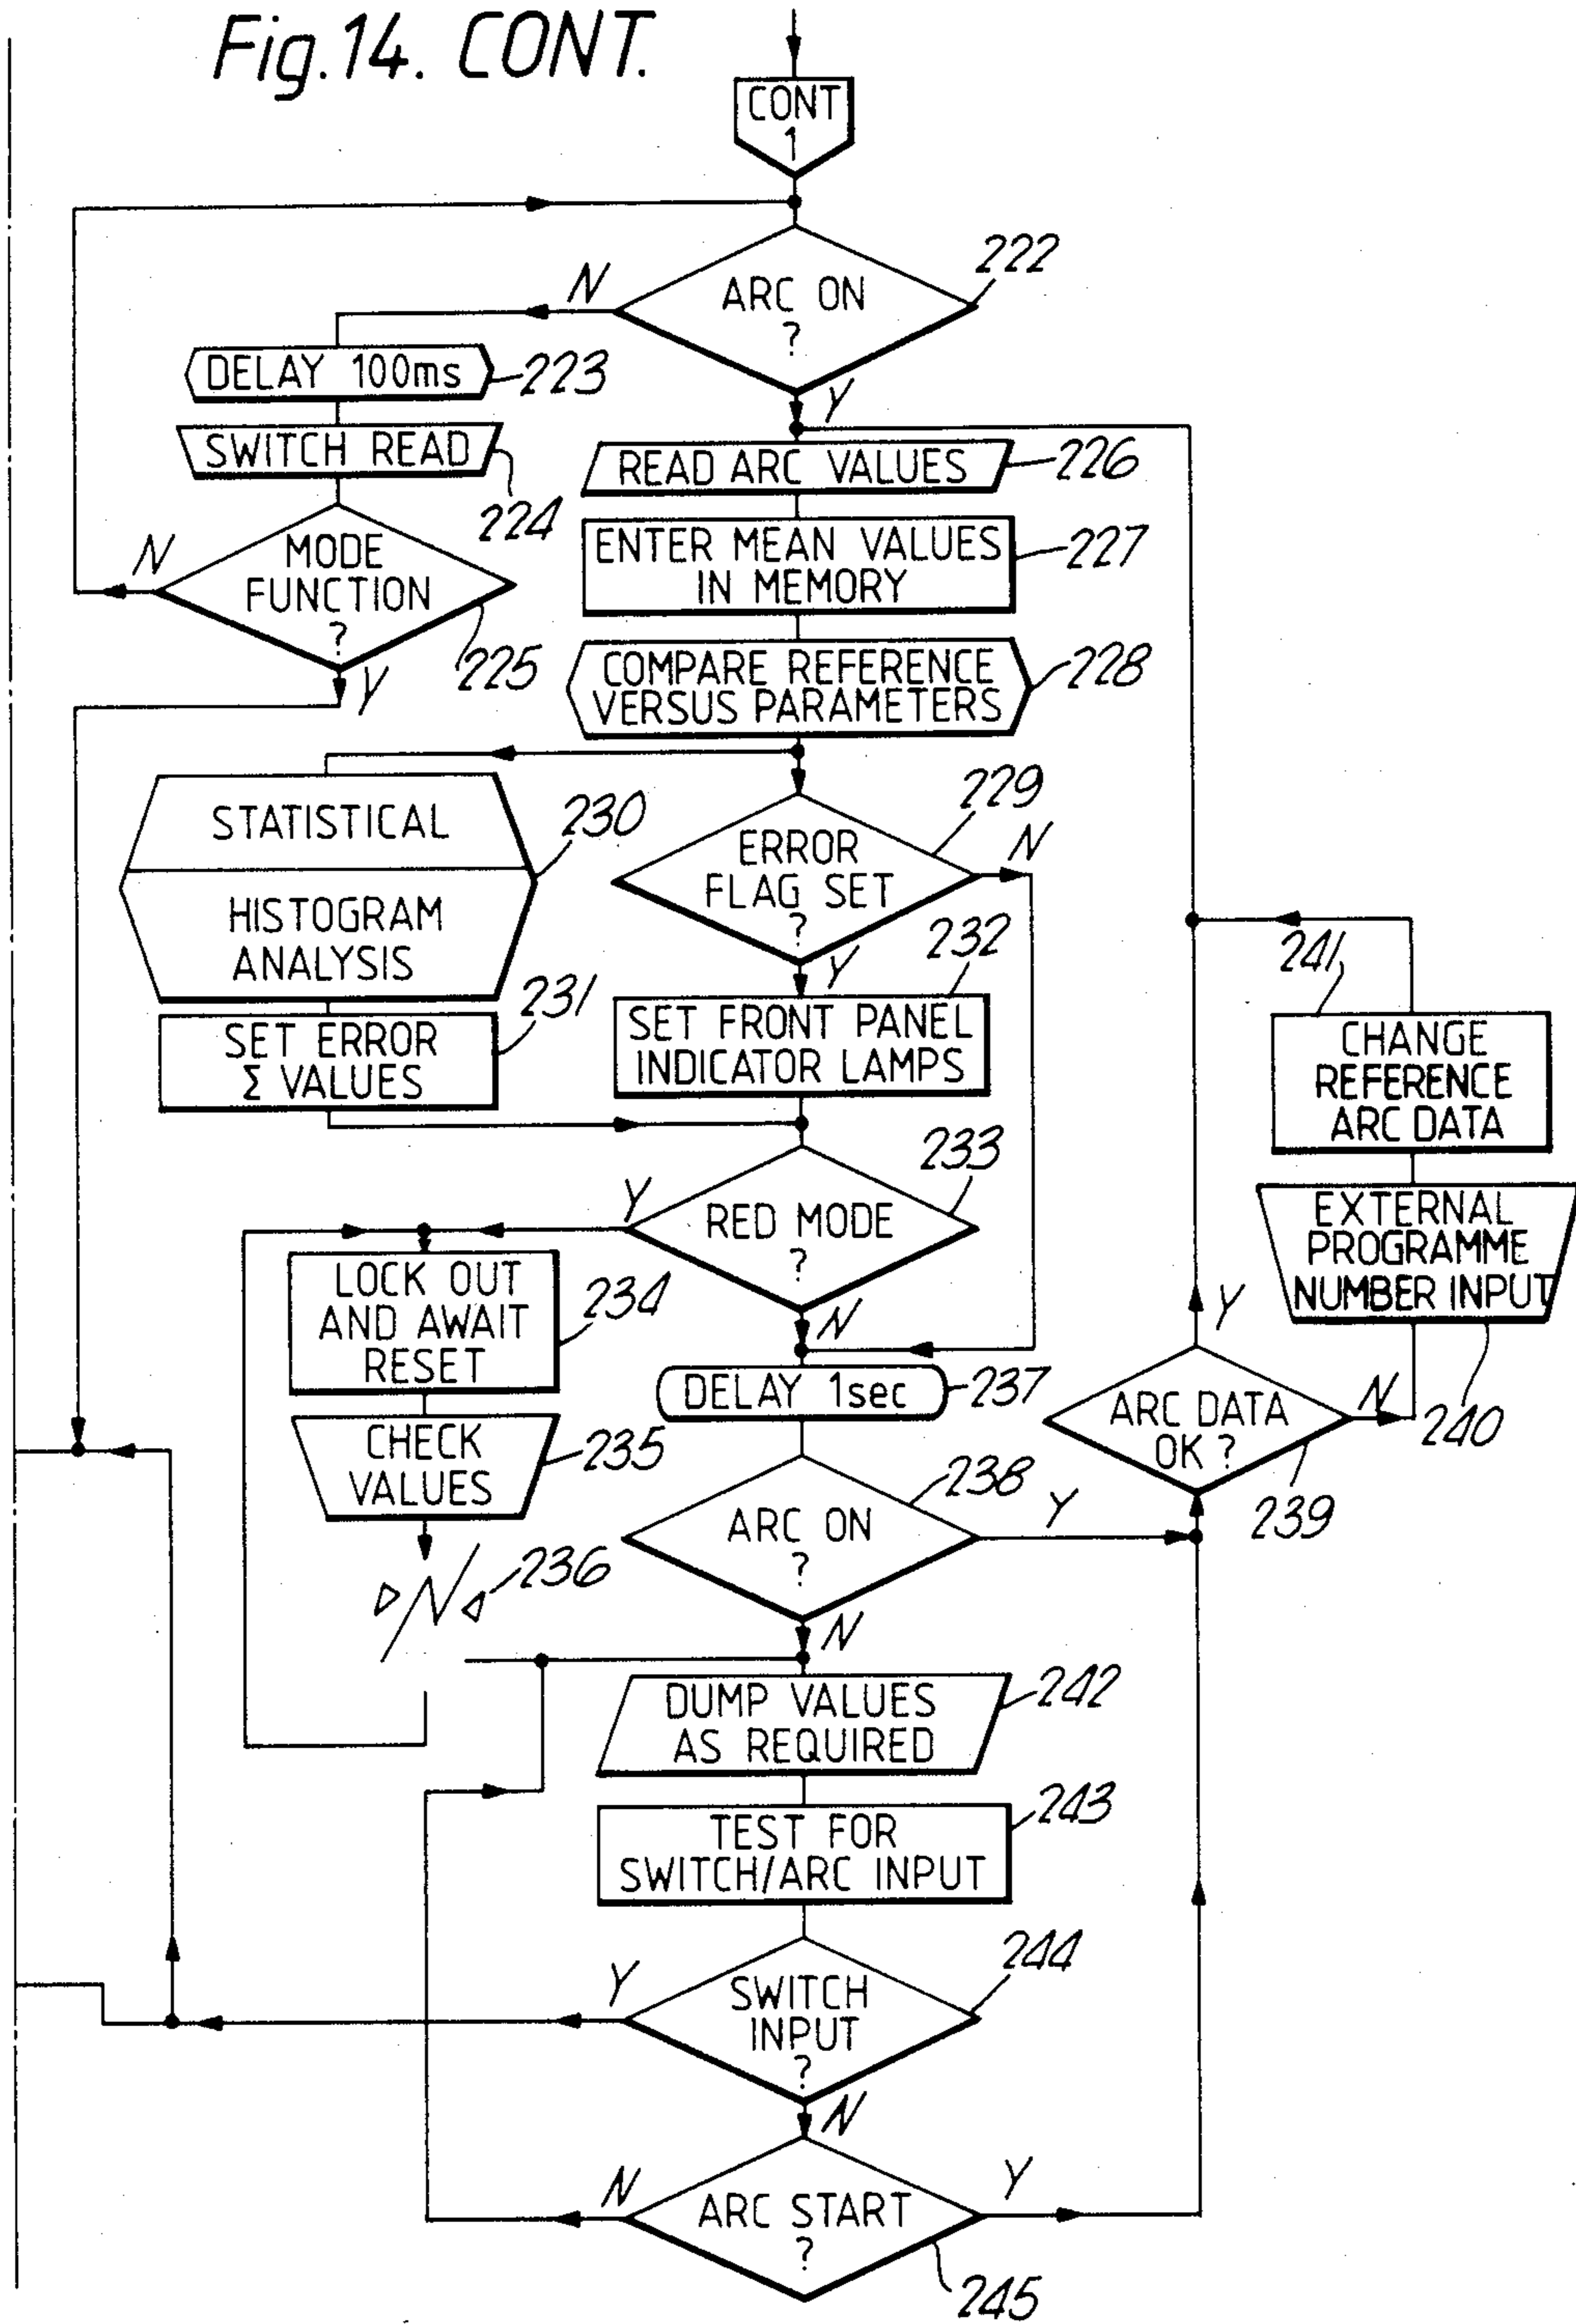 Fig.14. CONT.
CONT
1
ARC ON
?
222
N
Y
DELAY 100ms
223
SWITCH READ
224
MODE
FUNCTION
?
225
N
Y
READ ARC VALUES
226
ENTER MEAN VALUES
IN MEMORY
227
COMPARE REFERENCE
VERSUS PARAMETERS
228
STATISTICAL
HISTOGRAM
ANALYSIS
230
ERROR
FLAG SET
?
229
N
Y
SET ERROR
Σ VALUES
231
SET FRONT PANEL
INDICATOR LAMPS
232
241
CHANGE
REFERENCE
ARC DATA
EXTERNAL
PROGRAMME
NUMBER INPUT
240
RED MODE
?
233
Y
N
LOCK OUT
AND AWAIT
RESET
234
CHECK
VALUES
235
N
236
DELAY 1sec
237
ARC DATA
OK ?
239
Y
N
ARC ON
?
238
Y
N
DUMP VALUES
AS REQUIRED
242
TEST FOR
SWITCH/ARC INPUT
243
SWITCH
INPUT
?
244
Y
N
ARC START
?
245
N
Y